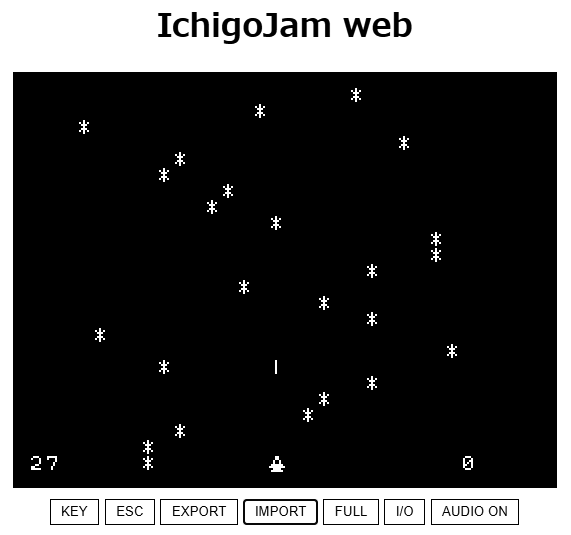 IchigoJam web
27 0
KEY ESC EXPORT IMPORT FULL I/O AUDIO ON